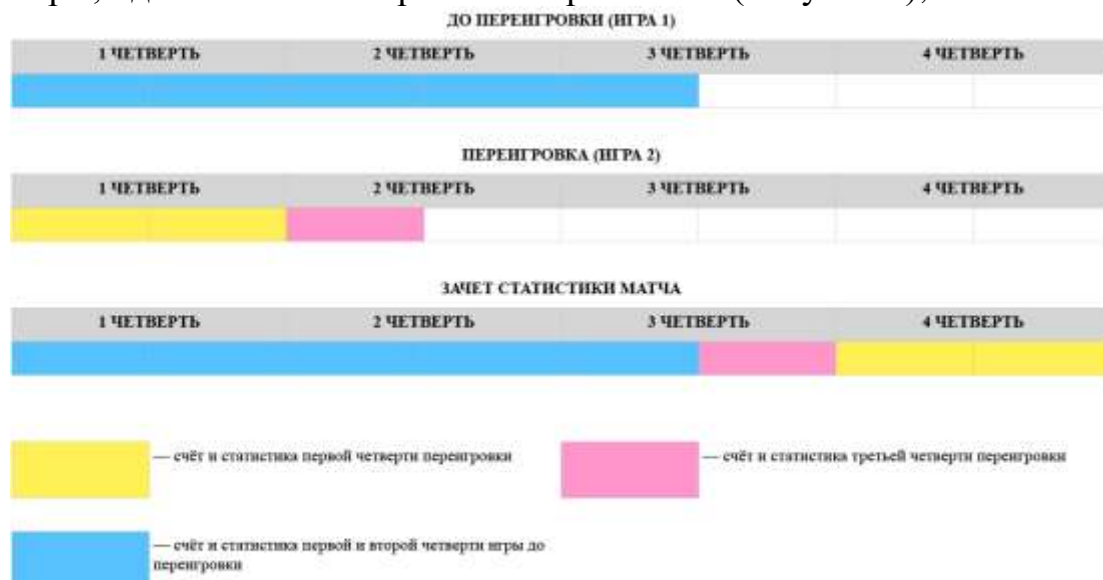 ДО ПЕРЕИГРОВКИ (ИГРА 1)
1 ЧЕТВЕРТЬ 2 ЧЕТВЕРТЬ 3 ЧЕТВЕРТЬ 4 ЧЕТВЕРТЬ
ПЕРЕИГРОВКА (ИГРА 2)
1 ЧЕТВЕРТЬ 2 ЧЕТВЕРТЬ 3 ЧЕТВЕРТЬ 4 ЧЕТВЕРТЬ
ЗАЧЕТ СТАТИСТИКИ МАТЧА
1 ЧЕТВЕРТЬ 2 ЧЕТВЕРТЬ 3 ЧЕТВЕРТЬ 4 ЧЕТВЕРТЬ
— счёт и статистика первой четверти переигровки
— счёт и статистика третьей четверти переигровки
— счёт и статистика первой и второй четверти игры до
переигровки